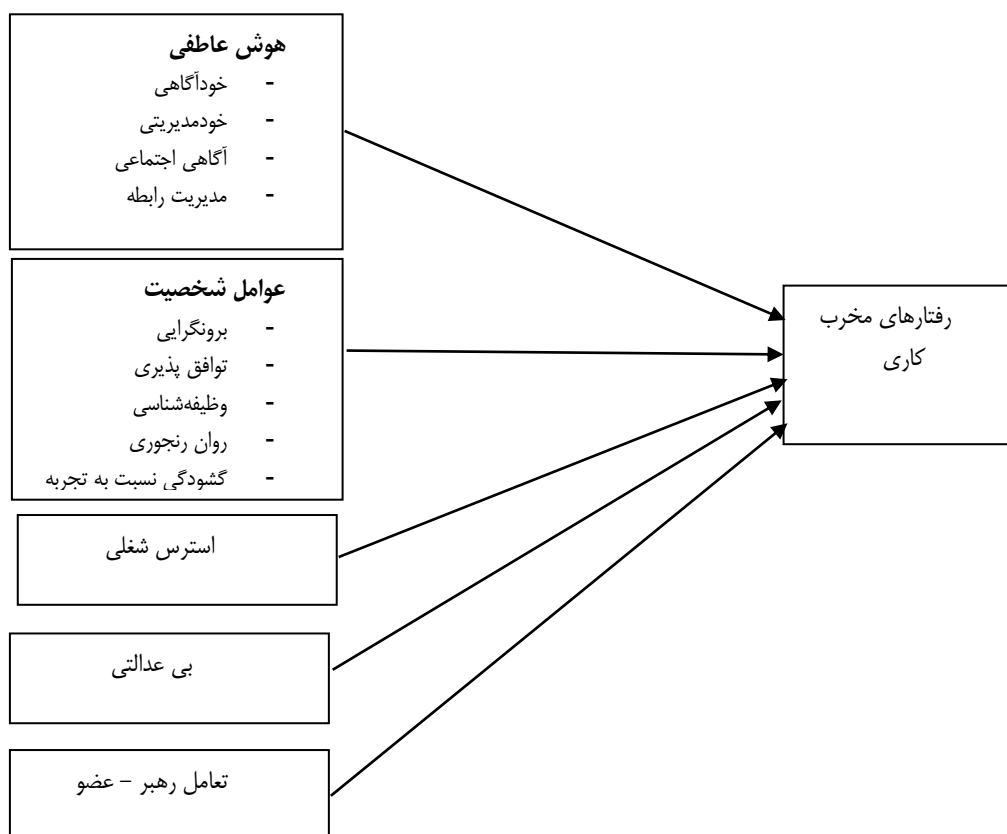 هوش عاطفی
- خودآگاهی
- خودمدیریتی
- آگاهی اجتماعی
- مدیریت رابطه
عوامل شخصیت
- برونگرایی
- توافق پذیری
- وظیفه‌شناسی
- روان رنجوری
- گشودگی نسبت به تجربه
استرس شغلی
بی عدالتی
تعامل رهبر – عضو
رفتارهای مخرب
کاری